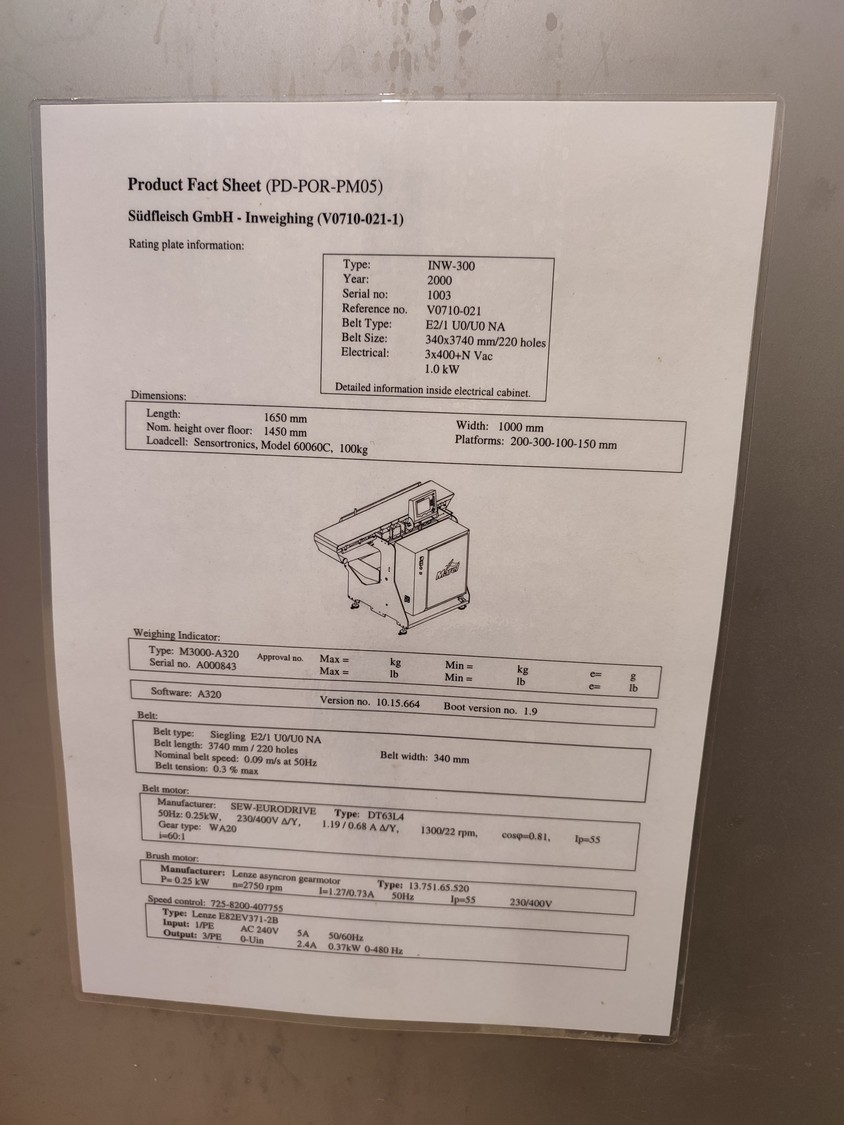 Product Fact Sheet (PD-POR-PM05)
Südfleisch GmbH - Inweighing (V0710-021-1)
Rating plate information:
Type: INW-300
Year: 2000
Serial no: 1003
Reference no. V0710-021
Belt Type: E2/1 U0/U0 NA
Belt Size: 340x3740 mm/220 holes
Electrical: 3x400+N Vac
1.0 kW
Detailed information inside electrical cabinet.
Dimensions:
Length: 1650 mm Width: 1000 mm
Nom. height over floor: 1450 mm Platforms: 200-300-100-150 mm
Loadcell: Sensortronics, Model 60060C, 100kg
Marel
Weighing Indicator:
Type: M3000-A320 Approval no. Max = kg Min = kg e= g
Serial no. A000843 Max = lb Min = lb e= lb
Software: A320 Version no. 10.15.664 Boot version no. 1.9
Belt:
Belt type: Siegling E2/1 U0/U0 NA
Belt length: 3740 mm / 220 holes Belt width: 340 mm
Nominal belt speed: 0.09 m/s at 50Hz
Belt tension: 0.3 % max
Belt motor:
Manufacturer: SEW-EURODRIVE Type: DT63L4
50Hz: 0.25kW, 230/400V Δ/Y, 1.19 / 0.68 A Δ/Y, 1300/22 rpm, cosφ=0.81, Ip=55
Gear type: WA20
i=60:1
Brush motor:
Manufacturer: Lenze asyncron gearmotor Type: 13.751.65.520
P= 0.25 kW n=2750 rpm I=1.27/0.73A 50Hz Ip=55 230/400V
Speed control: 725-8200-407755
Type: Lenze E82EV371-2B
Input: 1/PE AC 240V 5A 50/60Hz
Output: 3/PE 0-Uin 2.4A 0.37kW 0-480 Hz